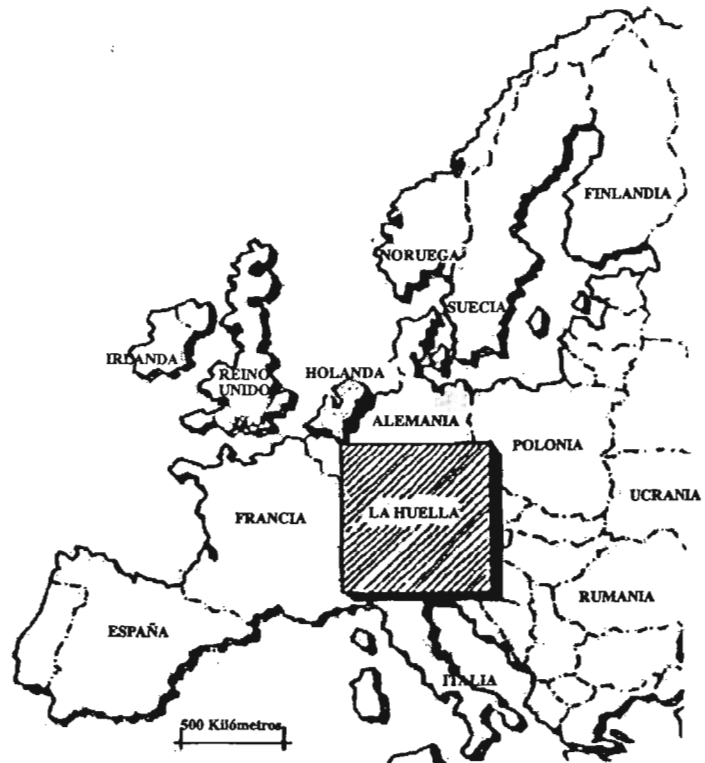 FINLANDIA
NORUEGA
SUECIA
IRLANDA
REINO
UNIDO
HOLANDA
ALEMANIA
POLONIA
UCRANIA
LA HUELLA
FRANCIA
RUMANIA
ESPAÑA
ITALIA
500 Kilómetros